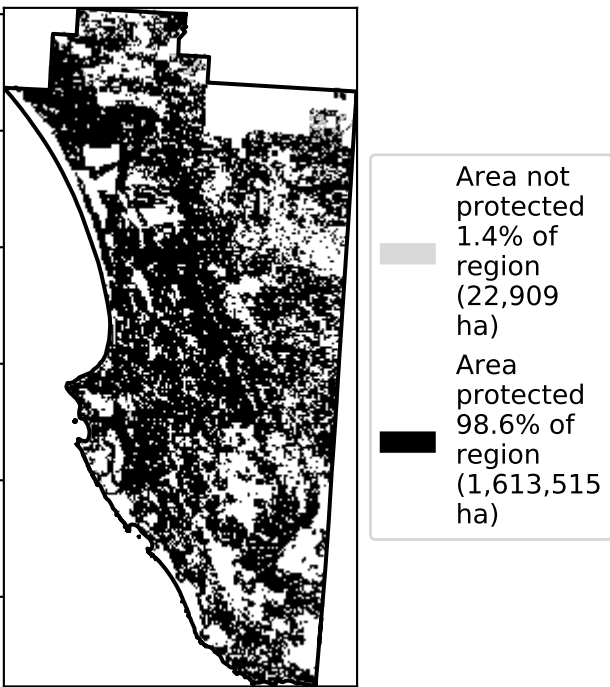 Area not
protected
1.4% of
region
(22,909
ha)
Area
protected
98.6% of
region
(1,613,515
ha)